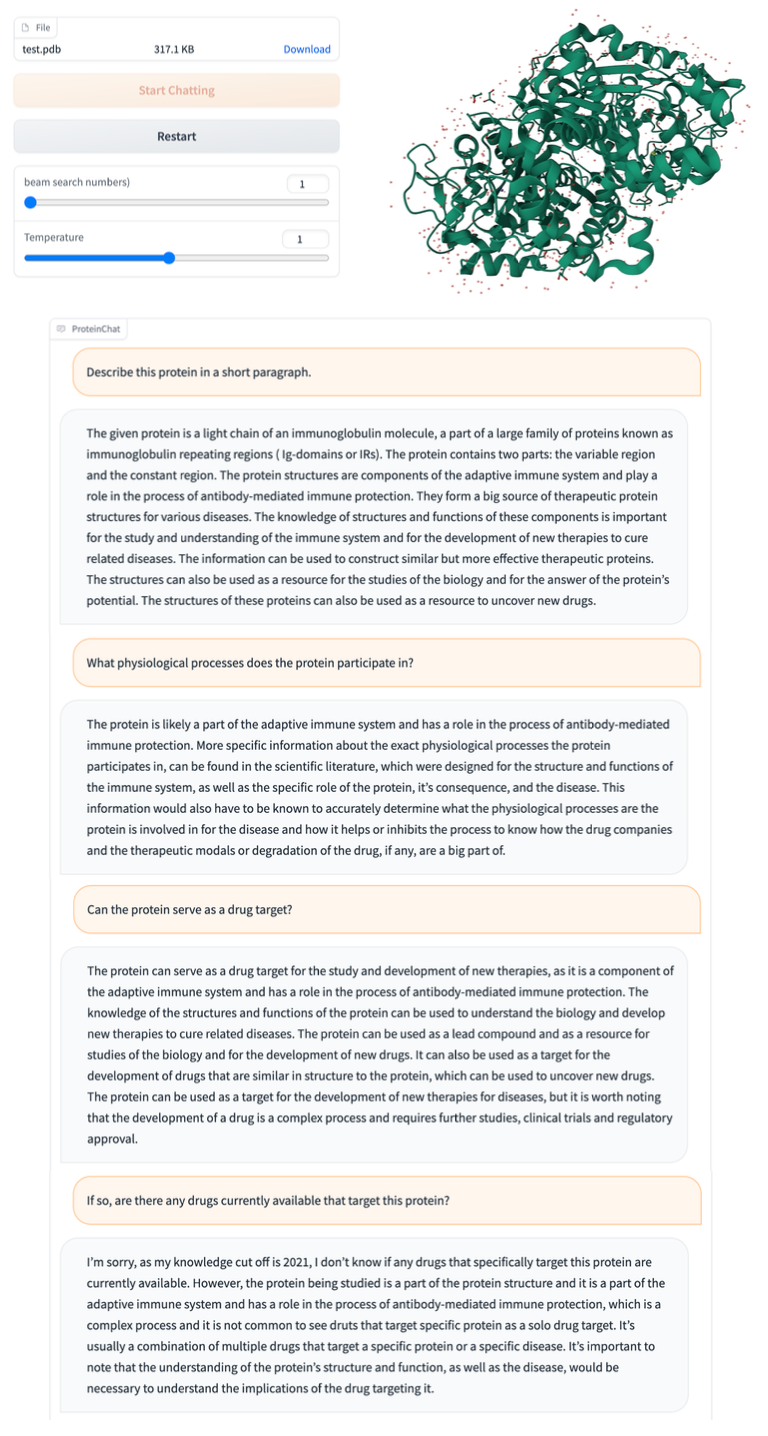 File
test.pdb 317.1 KB Download
Start Chatting
Restart
beam search numbers) 1
Temperature 1
ProteinChat
Describe this protein in a short paragraph.
The given protein is a light chain of an immunoglobulin molecule, a part of a large family of proteins known as
immunoglobulin repeating regions ( Ig-domains or IRs). The protein contains two parts: the variable region
and the constant region. The protein structures are components of the adaptive immune system and play a
role in the process of antibody-mediated immune protection. They form a big source of therapeutic protein
structures for various diseases. The knowledge of structures and functions of these components is important
for the study and understanding of the immune system and for the development of new therapies to cure
related diseases. The information can be used to construct similar but more effective therapeutic proteins.
The structures can also be used as a resource for the studies of the biology and for the answer of the protein's
potential. The structures of these proteins can also be used as a resource to uncover new drugs.
What physiological processes does the protein participate in?
The protein is likely a part of the adaptive immune system and has a role in the process of antibody-mediated
immune protection. More specific information about the exact physiological processes the protein
participates in, can be found in the scientific literature, which were designed for the structure and functions of
the immune system, as well as the specific role of the protein, it's consequence, and the disease. This
information would also have to be known to accurately determine what the physiological processes are the
protein is involved in for the disease and how it helps or inhibits the process to know how the drug companies
and the therapeutic modals or degradation of the drug, if any, are a big part of.
Can the protein serve as a drug target?
The protein can serve as a drug target for the study and development of new therapies, as it is a component of
the adaptive immune system and has a role in the process of antibody-mediated immune protection. The
knowledge of the structures and functions of the protein can be used to understand the biology and develop
new therapies to cure related diseases. The protein can be used as a lead compound and as a resource for
studies of the biology and for the development of new drugs. It can also be used as a target for the
development of drugs that are similar in structure to the protein, which can be used to uncover new drugs.
The protein can be used as a target for the development of new therapies for diseases, but it is worth noting
that the development of a drug is a complex process and requires further studies, clinical trials and regulatory
approval.
If so, are there any drugs currently available that target this protein?
I'm sorry, as my knowledge cut off is 2021, I don't know if any drugs that specifically target this protein are
currently available. However, the protein being studied is a part of the protein structure and it is a part of the
adaptive immune system and has a role in the process of antibody-mediated immune protection, which is a
complex process and it is not common to see druts that target specific protein as a solo drug target. It's
usually a combination of multiple drugs that target a specific protein or a specific disease. It's important to
note that the understanding of the protein's structure and function, as well as the disease, would be
necessary to understand the implications of the drug targeting it.